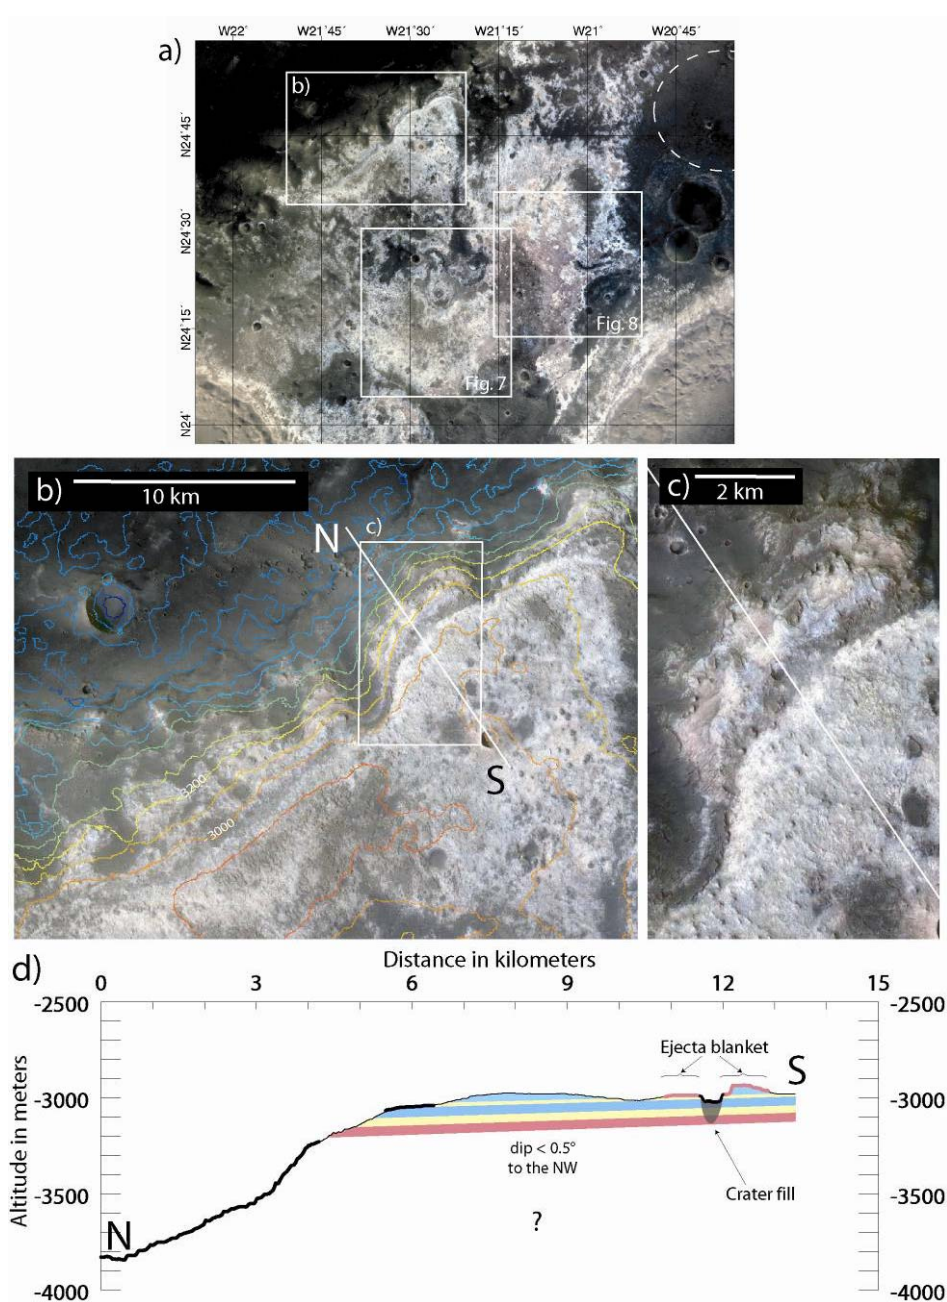 W22° W21°45´ W21°30´ W21°15´ W21° W20°45´
a)
b)
N24°45´
N24°30´
N24°15´
Fig. 8
Fig. 7
N24°
b)
10 km
c)
2 km
N
c)
S
3200
3000
d)
Distance in kilometers
0 3 6 9 12 15
-2500 -2500
Ejecta blanket
S
-3000 -3000
Altitude in meters
dip < 0.5°
to the NW
Crater fill
-3500 -3500
?
N
-4000 -4000